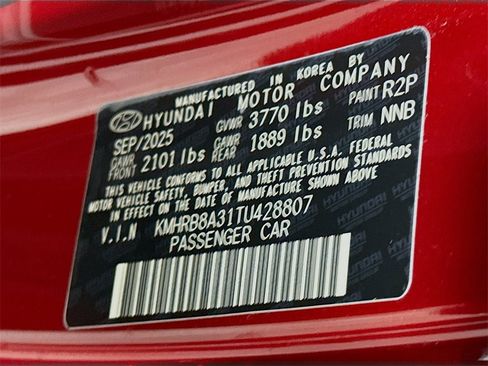 MANUFACTURED IN KOREA BY
HYUNDAI MOTOR COMPANY
SEP/2025 GVWR 3770 lbs PAINT R2P
GAWR FRONT 2101 lbs GAWR REAR 1889 lbs TRIM NNB
THIS VEHICLE CONFORMS TO ALL APPLICABLE U.S.A. FEDERAL
MOTOR VEHICLE SAFETY, BUMPER, AND THEFT PREVENTION STANDARDS
IN EFFECT ON THE DATE OF MANUFACTURE SHOWN ABOVE
V.I.N KMHRB8A31TU428807
PASSENGER CAR